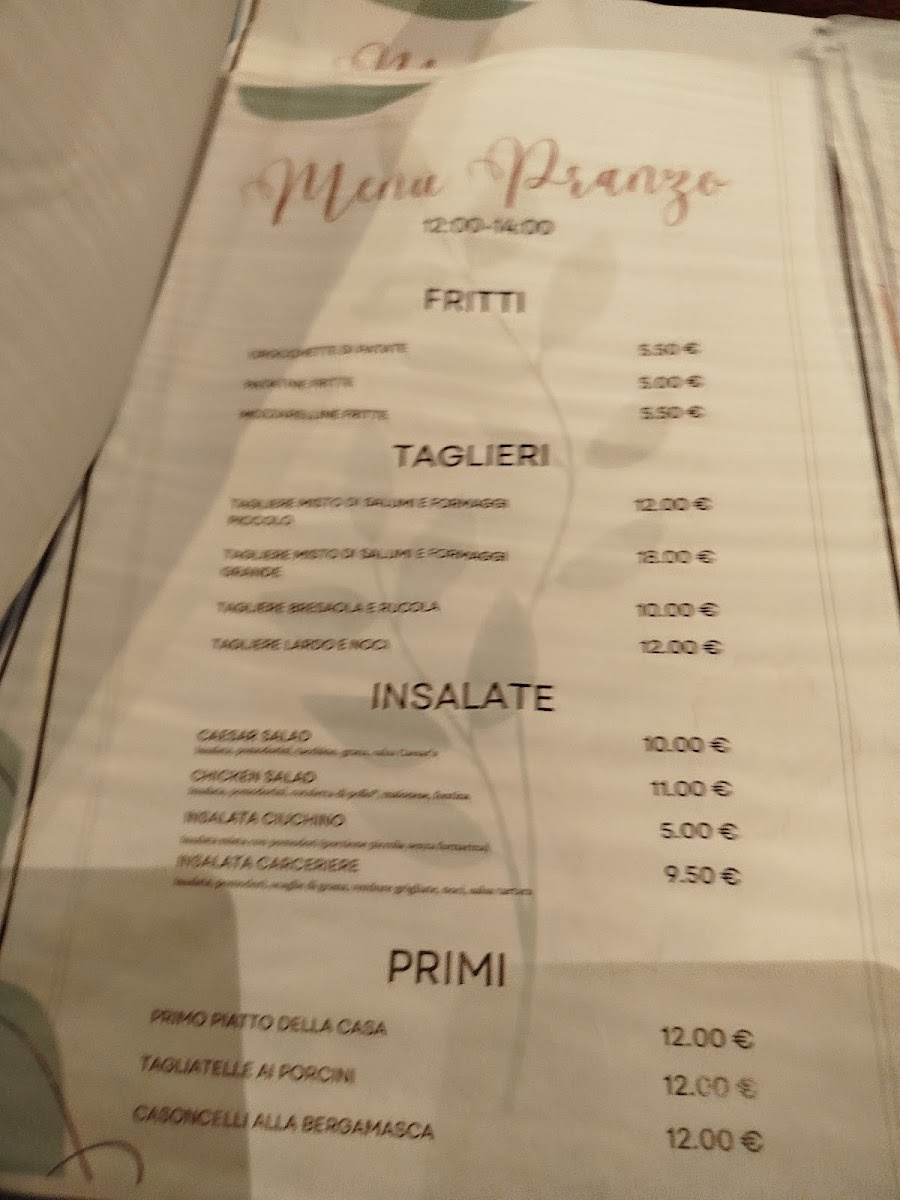 Menu Pranzo
12:00-14:00
FRITTI
CROCCHETTE DI PATATE 5.50 €
PATATINE FRITTE 5.00 €
MOZZARELLINE FRITTE 5.50 €
TAGLIERI
TAGLIERE MISTO DI SALUMI E FORMAGGI 12.00 €
PICCOLO
TAGLIERE MISTO DI SALUMI E FORMAGGI 18.00 €
GRANDE
TAGLIERE BRESAOLA E RUCOLA 10.00 €
TAGLIERE LARDO E NOCI 12.00 €
INSALATE
CAESAR SALAD 10.00 €
CHICKEN SALAD 11.00 €
INSALATA CIUCHINO 5.00 €
INSALATA CARCERIERE 9.50 €
PRIMI
PRIMO PIATTO DELLA CASA 12.00 €
TAGLIATELLE AI PORCINI 12.00 €
CASONCELLI ALLA BERGAMASCA 12.00 €